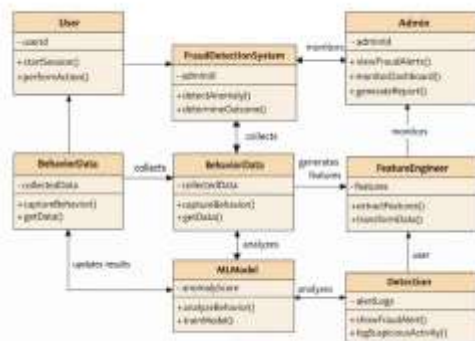 User
- userId
+startSession()
+performAction()
FraudDetectionSystem
- adminId
+detectAnomaly()
+determineOutcome()
monitors
Admin
- adminId
+viewFraudAlerts()
+monitorDashboard()
+generateReport()
collects
monitors
BehaviorData
- collectedData
+captureBehavior()
+getData()
collects
BehaviorData
- collectedData
+captureBehavior()
+getData()
generates
features
FeatureEngineer
- features
+extractFeatures()
+transformData()
updates results
analyzes
user
MLModel
- anomalyScore
+analyzeBehavior()
+trainModel()
analyzes
Detection
- alertLogs
+showFraudAlert()
+logSuspiciousActivity()